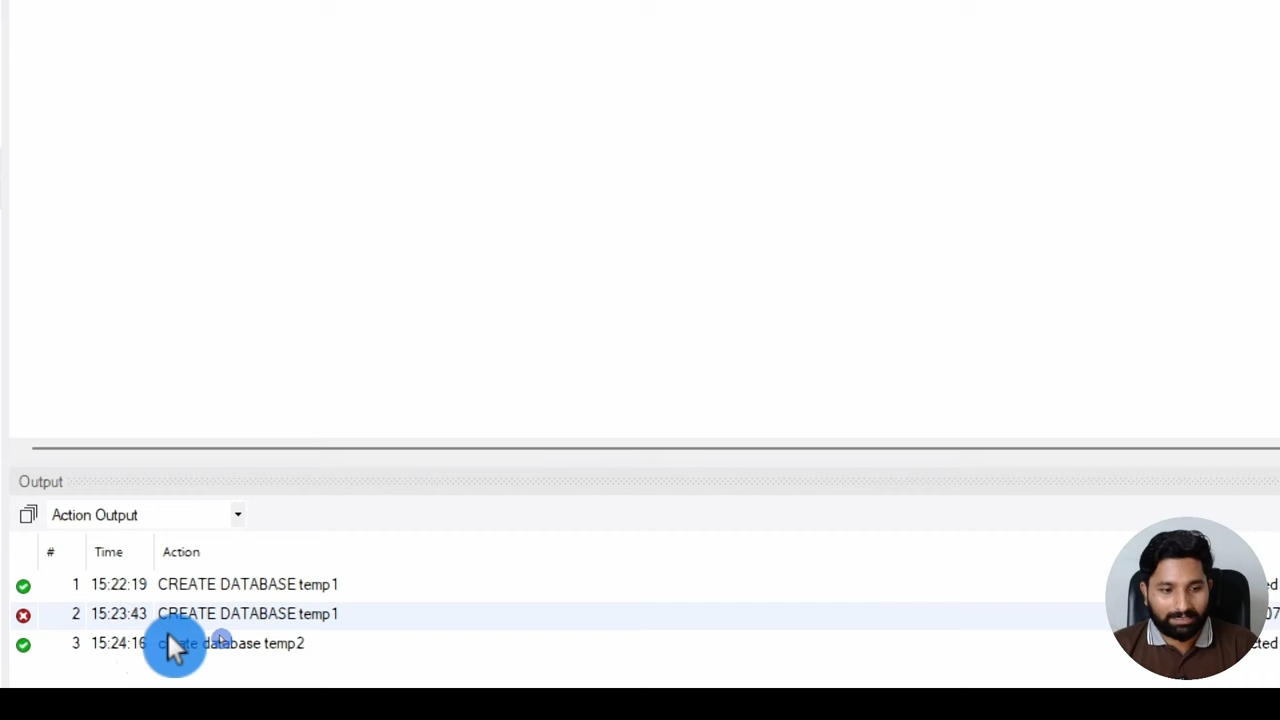 Output
Action Output
# Time Action
1 15:22:19 CREATE DATABASE temp1
2 15:23:43 CREATE DATABASE temp1
3 15:24:16 create database temp2